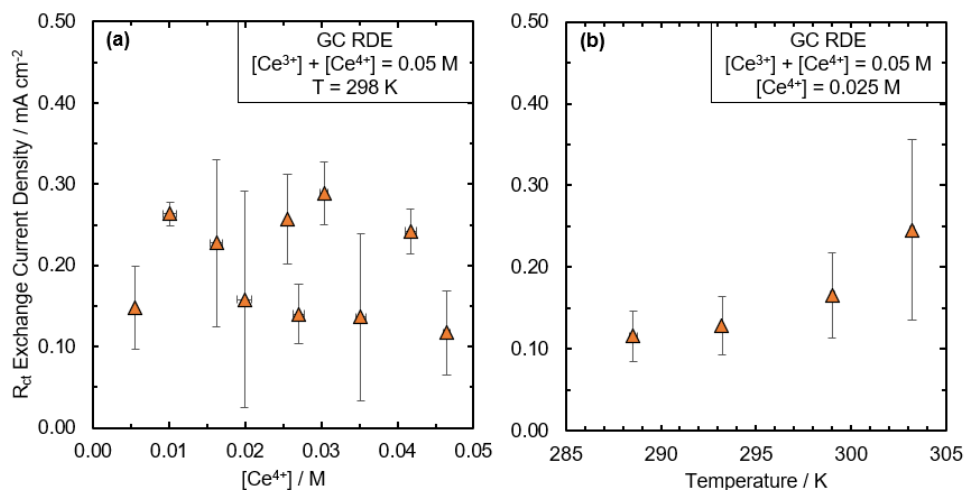 (a)
GC RDE
[Ce³⁺] + [Ce⁴⁺] = 0.05 M
T = 298 K
R_ct Exchange Current Density / mA cm⁻²
0.50
0.40
0.30
0.20
0.10
0.00
0.00 0.01 0.02 0.03 0.04 0.05
[Ce⁴⁺] / M
(b)
GC RDE
[Ce³⁺] + [Ce⁴⁺] = 0.05 M
[Ce⁴⁺] = 0.025 M
0.50
0.40
0.30
0.20
0.10
0.00
285 290 295 300 305
Temperature / K